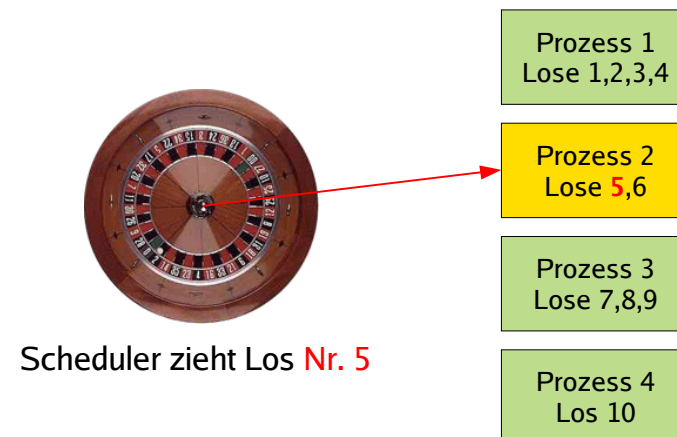 Prozess 1
Lose 1,2,3,4
Prozess 2
Lose 5,6
Prozess 3
Lose 7,8,9
Prozess 4
Los 10
Scheduler zieht Los Nr. 5